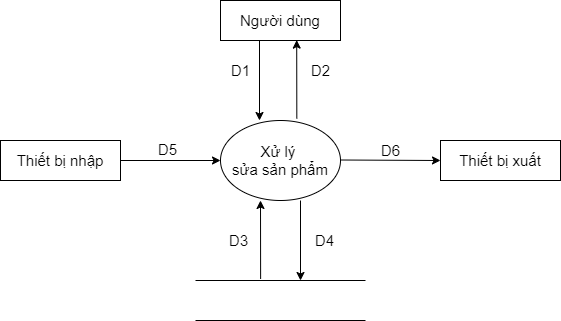 Người dùng
D1
D2
Thiết bị nhập
D5
Xử lý
sửa sản phẩm
D6
Thiết bị xuất
D3
D4